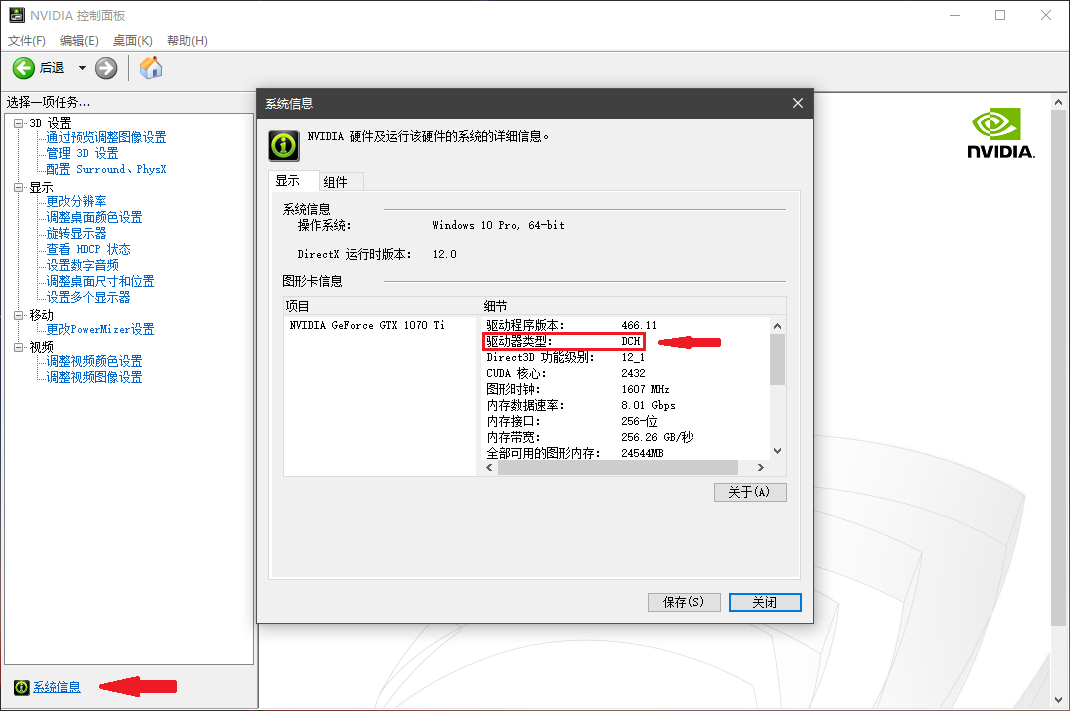 NVIDIA 控制面板
文件(F) 编辑(E) 桌面(K) 帮助(H)
后退
选择一项任务...
3D 设置
通过预览调整图像设置
管理 3D 设置
配置 Surround、PhysX
显示
更改分辨率
调整桌面颜色设置
旋转显示器
查看 HDCP 状态
设置数字音频
调整桌面尺寸和位置
设置多个显示器
移动
更改PowerMizer设置
视频
调整视频颜色设置
调整视频图像设置
系统信息
NVIDIA.
系统信息
NVIDIA 硬件及运行该硬件的系统的详细信息。
显示 组件
系统信息
操作系统: Windows 10 Pro, 64-bit
DirectX 运行时版本: 12.0
图形卡信息
项目 细节
NVIDIA GeForce GTX 1070 Ti
驱动程序版本: 466.11
驱动器类型: DCH
Direct3D 功能级别: 12_1
CUDA 核心: 2432
图形时钟: 1607 MHz
内存数据速率: 8.01 Gbps
内存接口: 256-位
内存带宽: 256.26 GB/秒
全部可用的图形内存: 24544MB
关于(A)
保存(S) 关闭